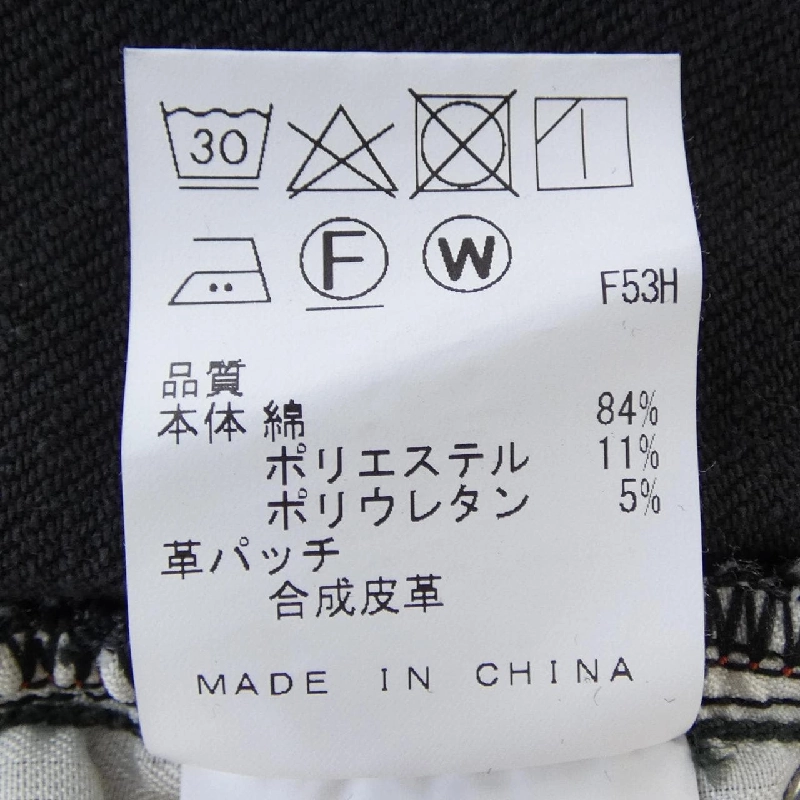 30
F W
F53H
品質
本体 綿 84%
ポリエステル 11%
ポリウレタン 5%
革パッチ
合成皮革
MADE IN CHINA